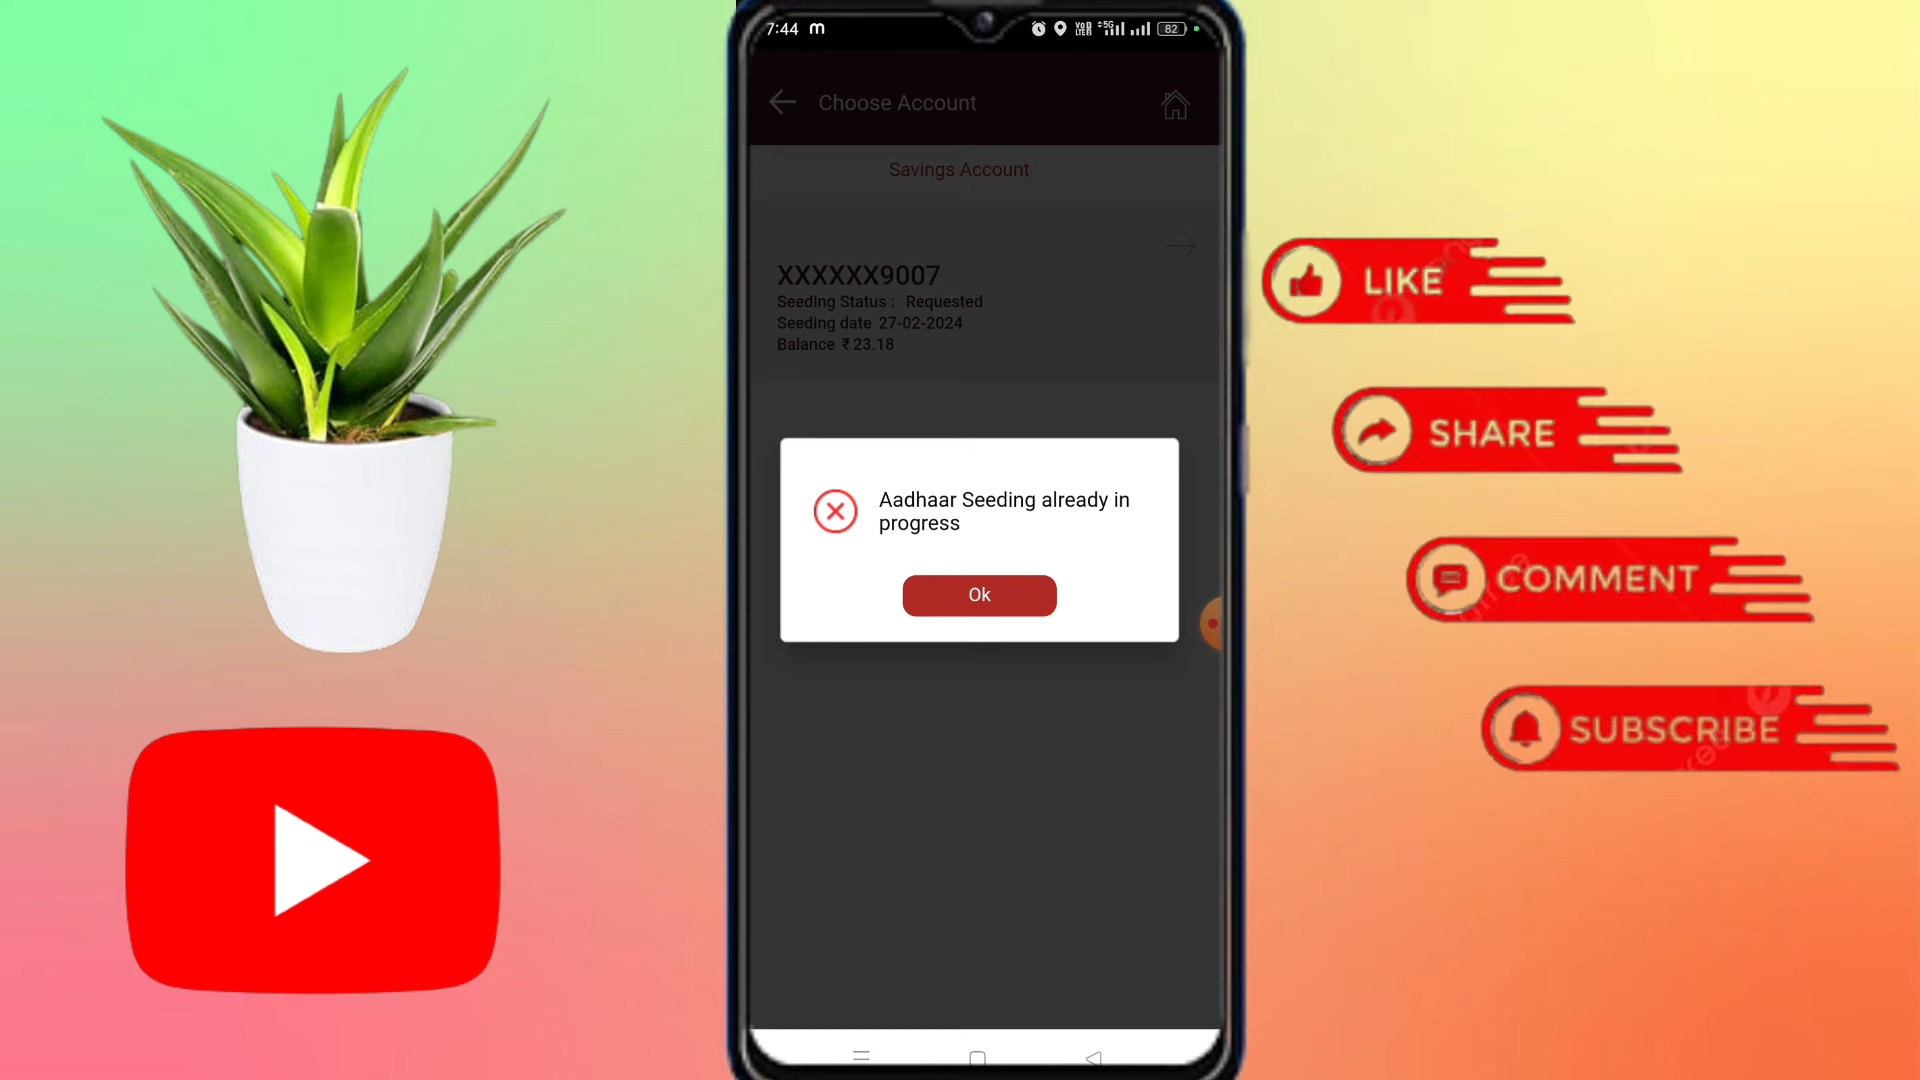 7:44 m
82
Choose Account
Savings Account
XXXXXX9007
Seeding Status : Requested
Seeding date 27-02-2024
Balance ₹ 23.18
Aadhaar Seeding already in
progress
Ok
LIKE
SHARE
COMMENT
SUBSCRIBE